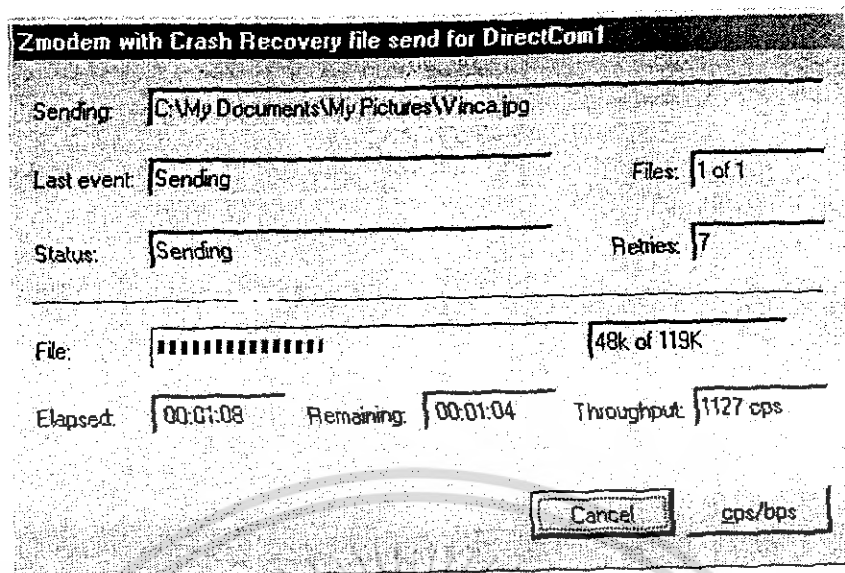 Zmodem with Crash Recovery file send for DirectCom1
Sending: C:\My Documents\My Pictures\Vinca.jpg
Last event: Sending Files: 1 of 1
Status: Sending Retries: 7
File: 48k of 119K
Elapsed: 00:01:08 Remaining: 00:01:04 Throughput: 1127 cps
Cancel cps/bps